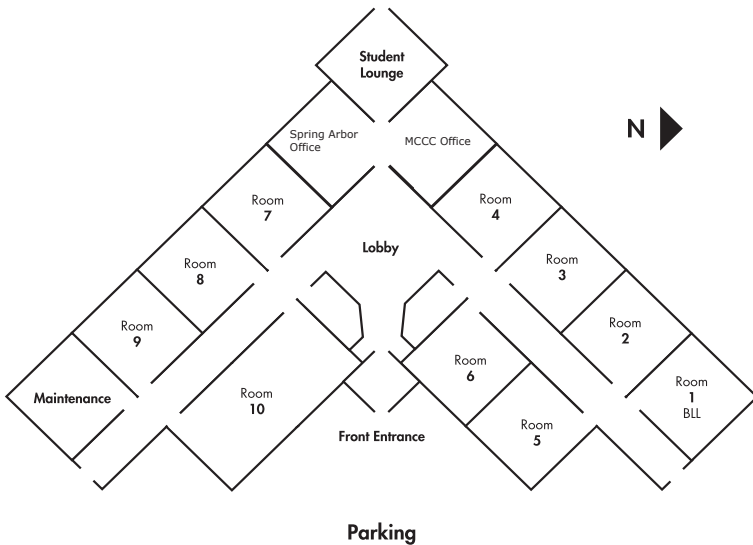 Student
Lounge
Spring Arbor
Office
MCCC Office
N
Room
7
Room
4
Lobby
Room
8
Room
3
Room
9
Room
2
Room
6
Room
1
BLL
Maintenance
Room
10
Room
5
Front Entrance
Parking